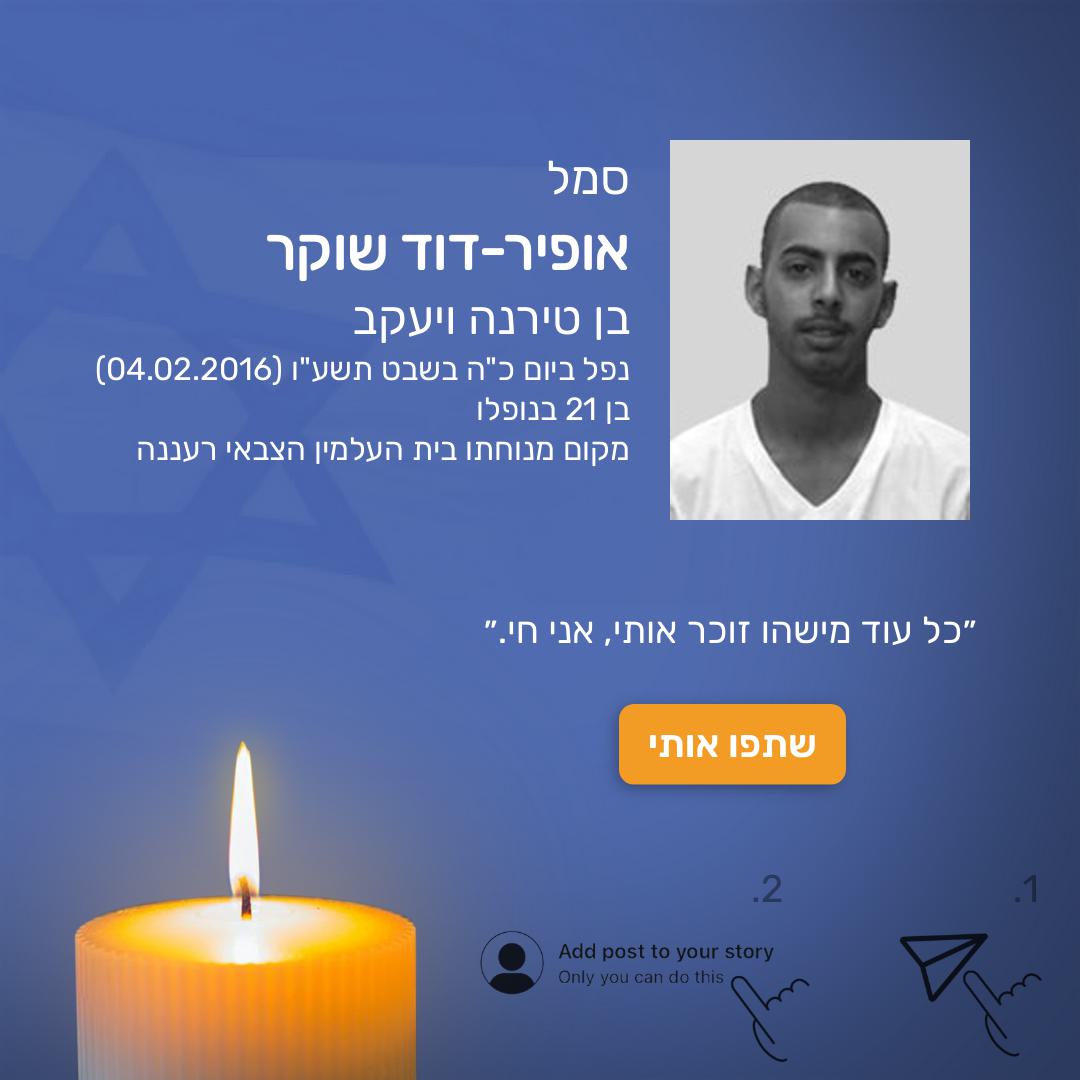 סמל
אופיר-דוד שוקר
בן טירנה ויעקב
נפל ביום כ"ה בשבט תשע"ו (04.02.2016)
בן 21 בנופלו
מקום מנוחתו בית העלמין הצבאי רעננה
״כל עוד מישהו זוכר אותי, אני חי.״
שתפו אותי
1.
2.
Add post to your story
Only you can do this